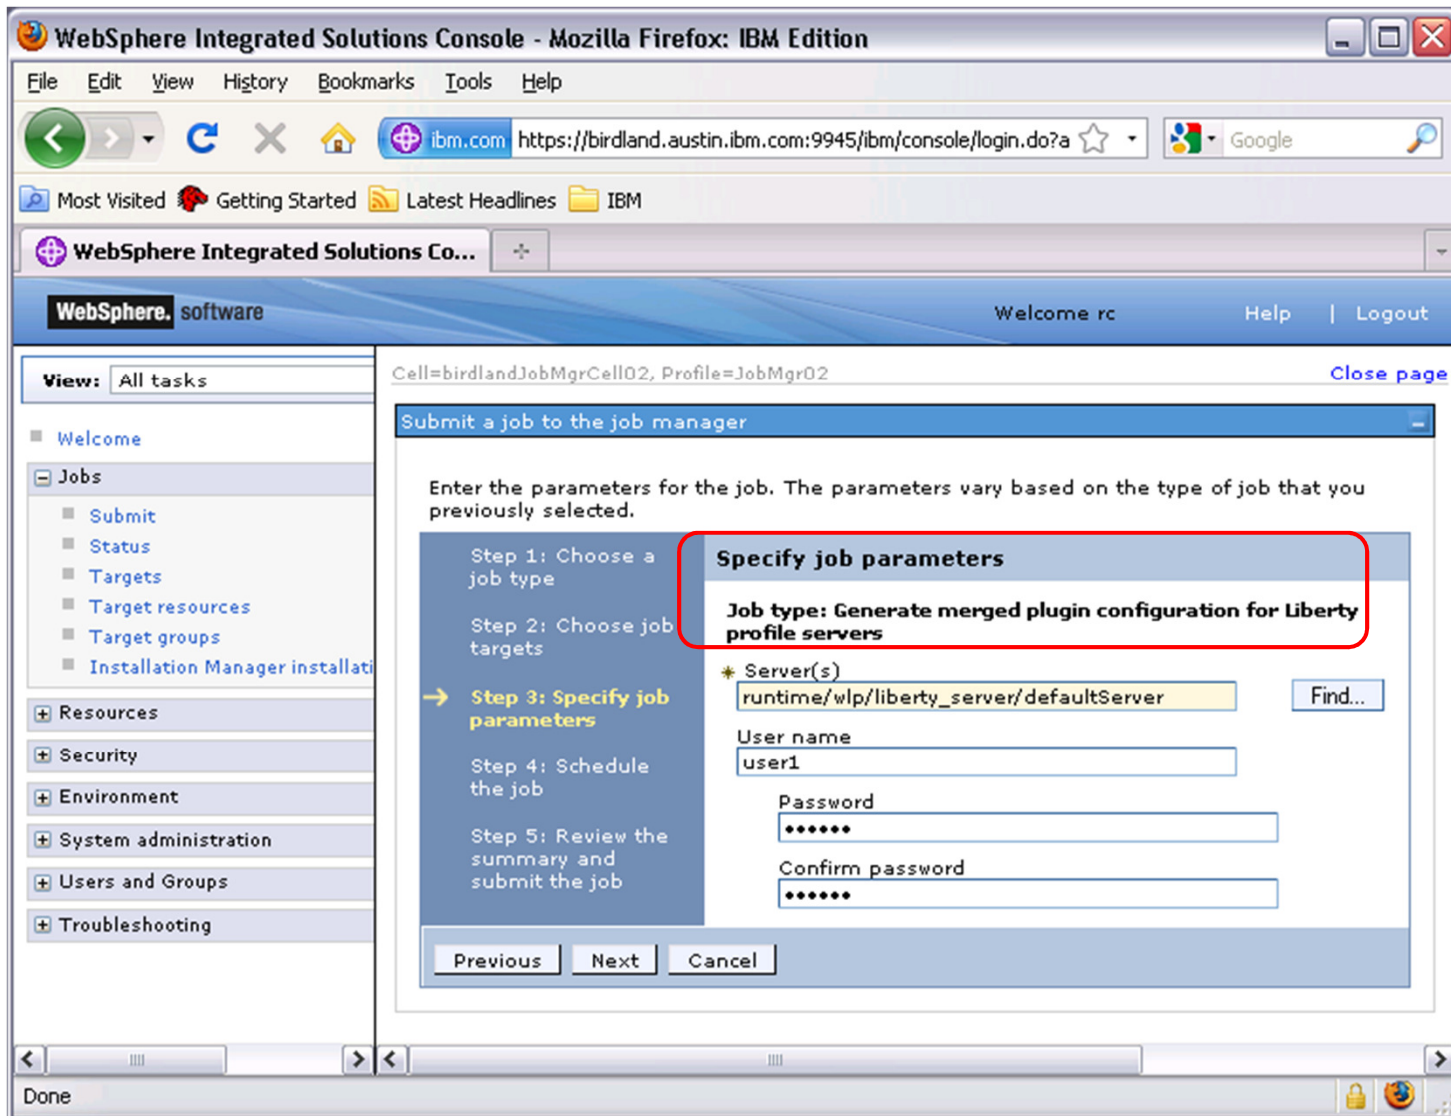 WebSphere Integrated Solutions Console - Mozilla Firefox: IBM Edition
File Edit View History Bookmarks Tools Help
ibm.com https://birdland.austin.ibm.com:9945/ibm/console/login.do?a
Google
Most Visited Getting Started Latest Headlines IBM
WebSphere Integrated Solutions Co...
WebSphere. software
Welcome rc Help | Logout
View: All tasks
Welcome
Jobs
Submit
Status
Targets
Target resources
Target groups
Installation Manager installati
Resources
Security
Environment
System administration
Users and Groups
Troubleshooting
Cell=birdlandJobMgrCell02, Profile=JobMgr02
Close page
Submit a job to the job manager
Enter the parameters for the job. The parameters vary based on the type of job that you
previously selected.
Step 1: Choose a
job type
Step 2: Choose job
targets
Step 3: Specify job
parameters
Step 4: Schedule
the job
Step 5: Review the
summary and
submit the job
Specify job parameters
Job type: Generate merged plugin configuration for Liberty
profile servers
* Server(s)
runtime/wlp/liberty_server/defaultServer
Find...
User name
user1
Password
••••••
Confirm password
••••••
Previous Next Cancel
Done